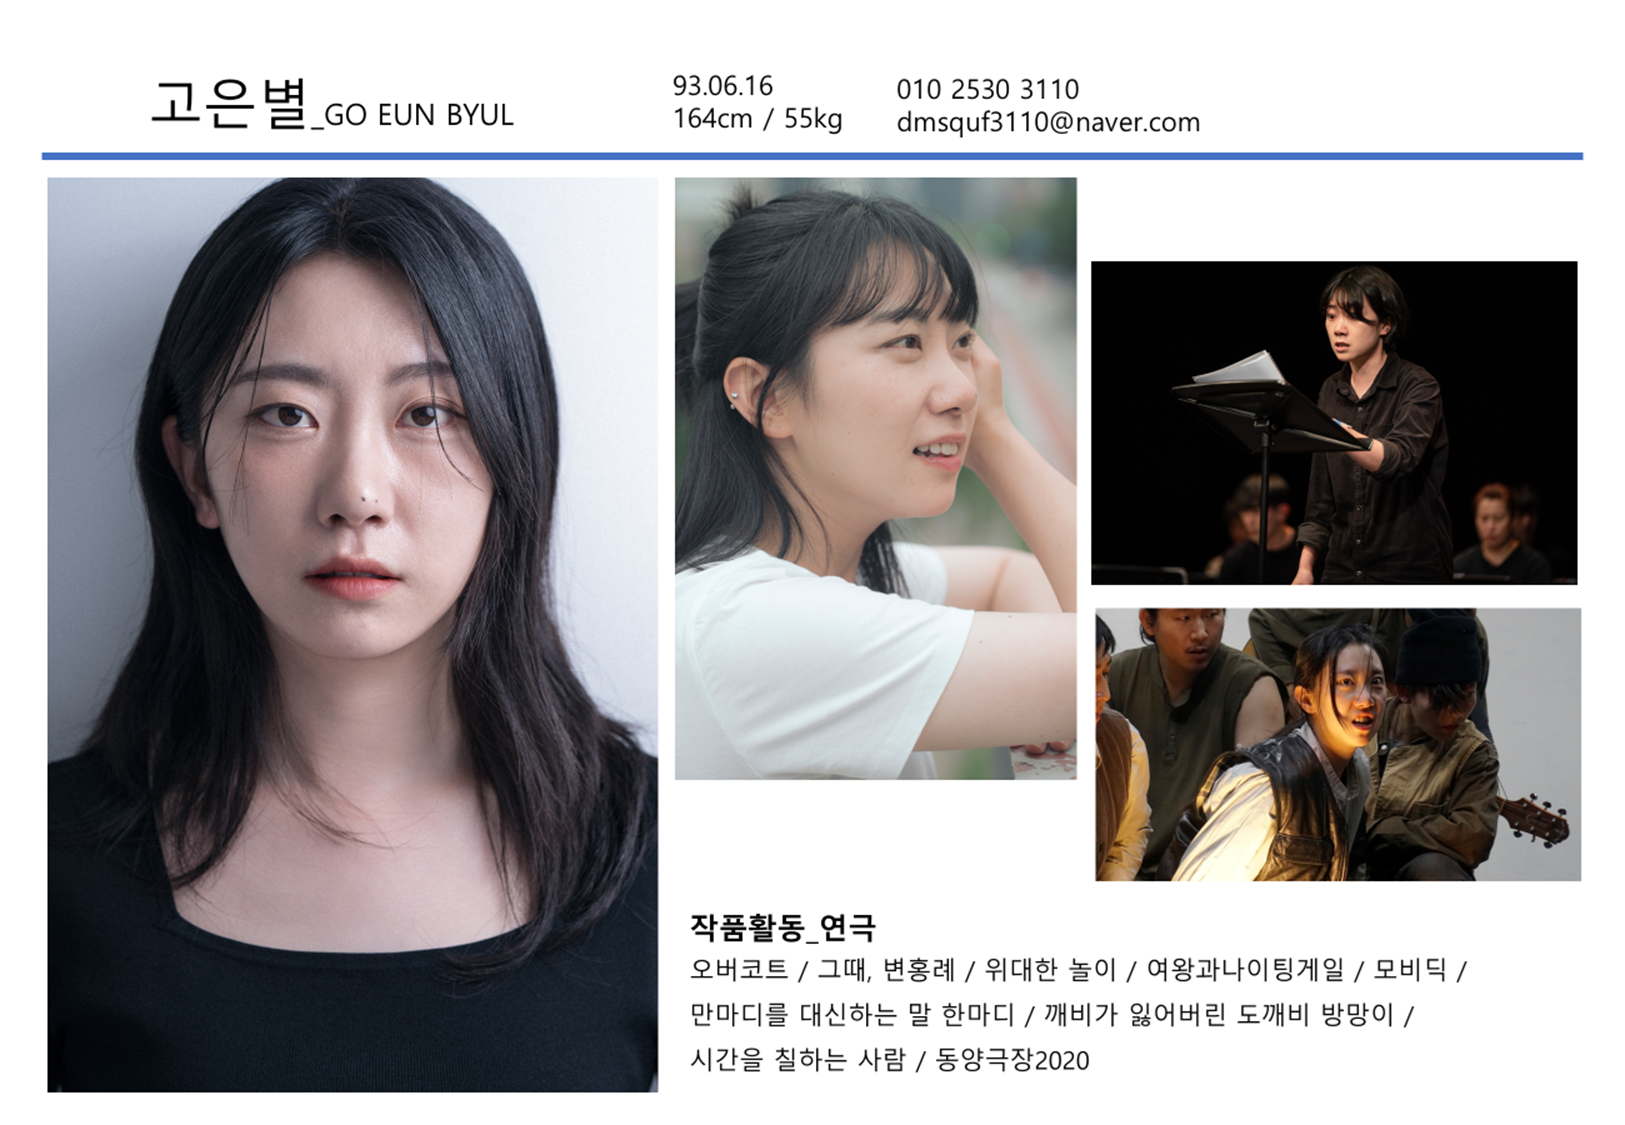 고은별_GO EUN BYUL
93.06.16
164cm / 55kg
010 2530 3110
dmsquf3110@naver.com
작품활동_연극
오버코트 / 그때, 변홍례 / 위대한 놀이 / 여왕과나이팅게일 / 모비딕 /
만마디를 대신하는 말 한마디 / 깨비가 잃어버린 도깨비 방망이 /
시간을 칠하는 사람 / 동양극장2020